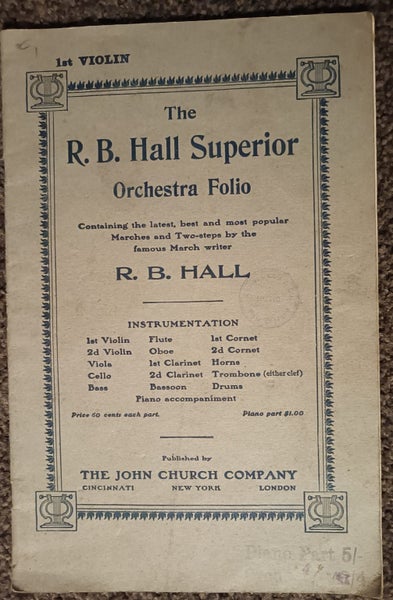 1st VIOLIN
The
R. B. Hall Superior
Orchestra Folio
Containing the latest, best and most popular
Marches and Two-steps by the
famous March writer
R. B. HALL
INSTRUMENTATION
1st Violin Flute 1st Cornet
2d Violin Oboe 2d Cornet
Viola 1st Clarinet Horns
Cello 2d Clarinet Trombone (either clef)
Bass Bassoon Drums
Piano accompaniment
Price 60 cents each part. Piano part $1.00
Published by
THE JOHN CHURCH COMPANY
CINCINNATI NEW YORK LONDON
Piano Part 5/-